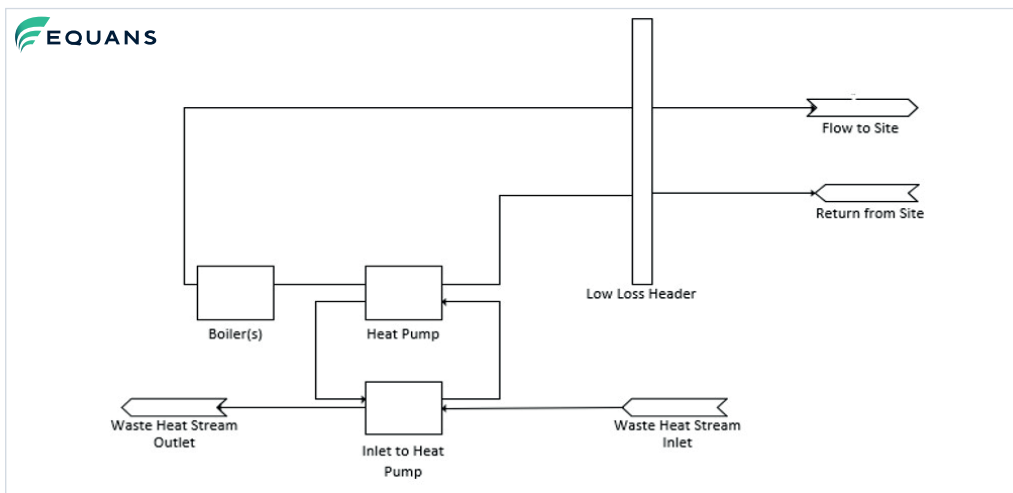 EQUANS
Flow to Site
Return from Site
Low Loss Header
Boiler(s)
Heat Pump
Waste Heat Stream
Outlet
Inlet to Heat
Pump
Waste Heat Stream
Inlet